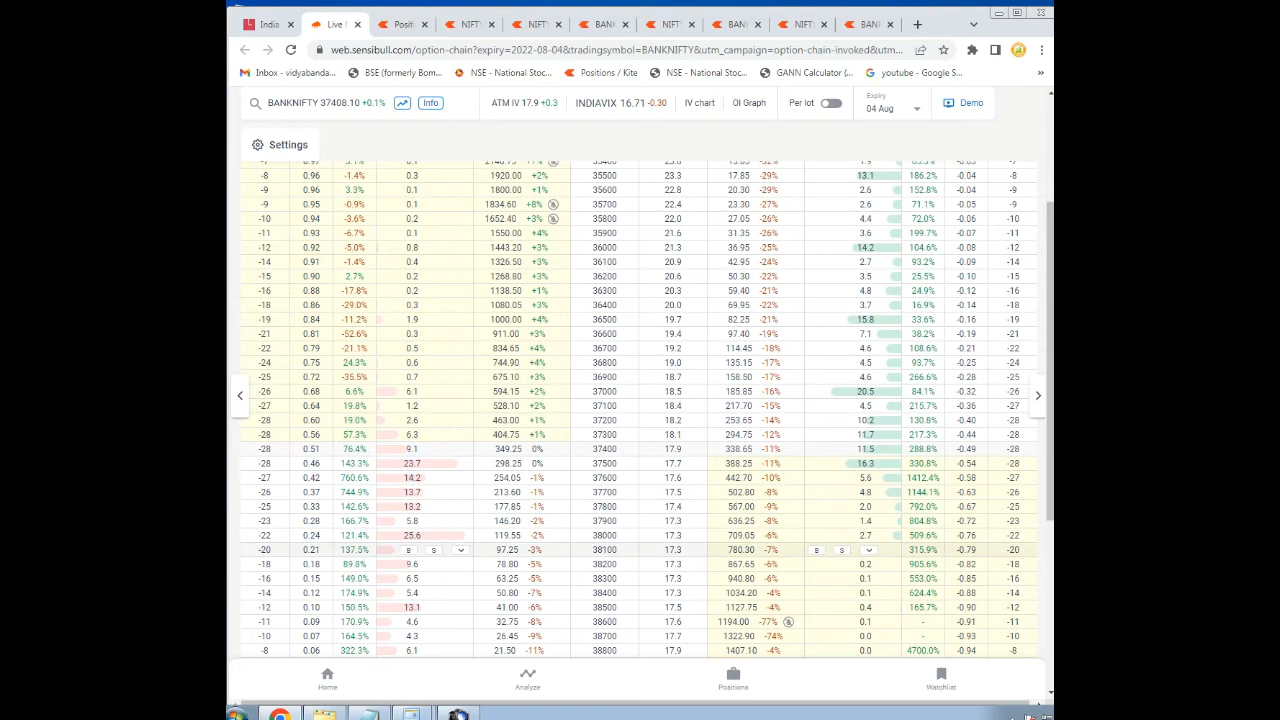 India
Live /
Positi
NIFTY
NIFTY
BANK
NIFTY
BANK
NIFTY
BANK
web.sensibull.com/option-chain?expiry=2022-08-04&tradingsymbol=BANKNIFTY&utm_campaign=option-chain-invoked&utm...
Inbox - vidyabanda... BSE (formerly Bom... NSE - National Stoc... Positions / Kite NSE - National Stoc... GANN Calculator (... youtube - Google S... »
BANKNIFTY 37408.10 +0.1% Info ATM IV 17.9 +0.3 INDIAVIX 16.71 -0.30 IV chart OI Graph Per lot Expiry 04 Aug Demo
Settings
-8 0.96 -1.4% 0.3 1920.00 +2% 35500 23.3 17.85 -29% 13.1 186.2% -0.04 -8
-9 0.96 3.3% 0.1 1800.00 +1% 35600 22.8 20.30 -29% 2.6 152.8% -0.04 -9
-9 0.95 -0.9% 0.1 1834.60 +8% 35700 22.4 23.30 -27% 2.6 71.1% -0.05 -9
-10 0.94 -3.6% 0.2 1652.40 +3% 35800 22.0 27.05 -26% 4.4 72.0% -0.06 -10
-11 0.93 -6.7% 0.1 1550.00 +4% 35900 21.6 31.35 -26% 3.6 199.7% -0.07 -11
-12 0.92 -5.0% 0.8 1443.20 +3% 36000 21.3 36.95 -25% 14.2 104.6% -0.08 -12
-14 0.91 -1.4% 0.4 1326.50 +3% 36100 20.9 42.95 -24% 2.7 93.2% -0.09 -14
-15 0.90 2.7% 0.2 1268.80 +3% 36200 20.6 50.30 -22% 3.5 25.5% -0.10 -15
-16 0.88 -17.8% 0.2 1138.50 +1% 36300 20.3 59.40 -21% 4.8 24.9% -0.12 -16
-18 0.86 -29.0% 0.1 1080.05 +3% 36400 20.0 69.95 -22% 3.7 16.9% -0.14 -18
-19 0.84 -11.2% 1.9 1000.00 +4% 36500 19.7 82.25 -21% 15.8 33.6% -0.16 -19
-21 0.81 -52.6% 0.3 911.00 +3% 36600 19.4 97.40 -19% 7.1 38.2% -0.19 -21
-22 0.79 -21.1% 0.5 834.65 +4% 36700 19.2 114.45 -18% 4.6 108.6% -0.21 -22
-24 0.75 24.3% 0.6 744.90 +4% 36800 19.0 135.15 -17% 4.5 93.7% -0.25 -24
-25 0.72 -35.5% 0.7 675.10 +3% 36900 18.7 158.50 -17% 4.6 266.6% -0.28 -25
-26 0.68 6.6% 6.1 594.15 +2% 37000 18.5 185.85 -16% 20.5 84.1% -0.32 -26
-27 0.64 19.8% 1.2 528.10 +2% 37100 18.4 217.70 -15% 4.5 215.7% -0.36 -27
-28 0.60 19.0% 2.6 463.00 +1% 37200 18.4 253.65 -14% 10.2 130.8% -0.40 -28
-28 0.56 57.3% 6.3 404.75 +1% 37300 18.1 294.75 -12% 11.7 217.3% -0.44 -28
-28 0.51 76.4% 9.1 349.25 0% 37400 17.9 338.65 -11% 11.5 288.8% -0.49 -28
-28 0.46 143.3% 23.7 298.25 0% 37500 17.7 388.25 -11% 16.3 330.8% -0.54 -28
-27 0.42 760.6% 14.2 254.05 -1% 37600 17.6 442.70 -10% 5.6 1412.4% -0.58 -27
-26 0.37 744.9% 13.7 213.60 -1% 37700 17.5 502.80 -8% 4.8 1144.1% -0.63 -26
-25 0.33 142.6% 13.2 177.85 -1% 37800 17.4 567.00 -9% 2.0 792.0% -0.67 -25
-23 0.28 166.7% 5.8 146.20 -2% 37900 17.3 636.25 -8% 1.4 804.8% -0.72 -23
-22 0.24 121.4% 25.6 119.55 -2% 38000 17.3 709.05 -6% 2.7 509.6% -0.76 -22
-20 0.21 137.5% B S 97.25 -3% 38100 17.3 780.30 -7% B S 315.9% -0.79 -20
-18 0.18 89.8% 9.6 78.80 -5% 38200 17.3 867.65 -6% 0.2 905.6% -0.82 -18
-16 0.15 149.0% 6.5 63.25 -5% 38300 17.4 940.80 -6% 0.1 553.0% -0.85 -16
-14 0.12 174.9% 5.4 50.80 -7% 38400 17.4 1034.20 -4% 0.1 624.4% -0.88 -14
-12 0.10 150.5% 13.1 41.00 -6% 38500 17.5 1127.75 -4% 0.4 165.7% -0.90 -12
-11 0.09 170.9% 4.6 32.75 -8% 38600 17.6 1194.00 -77% 0.1 - -0.91 -11
-10 0.07 164.5% 4.3 26.45 -9% 38700 17.7 1322.90 -74% 0.0 - -0.93 -10
-8 0.06 322.3% 6.1 21.50 -11% 38800 17.9 1407.10 -4% 0.0 4700.0% -0.94 -8
Home Analyze Positions Watchlist